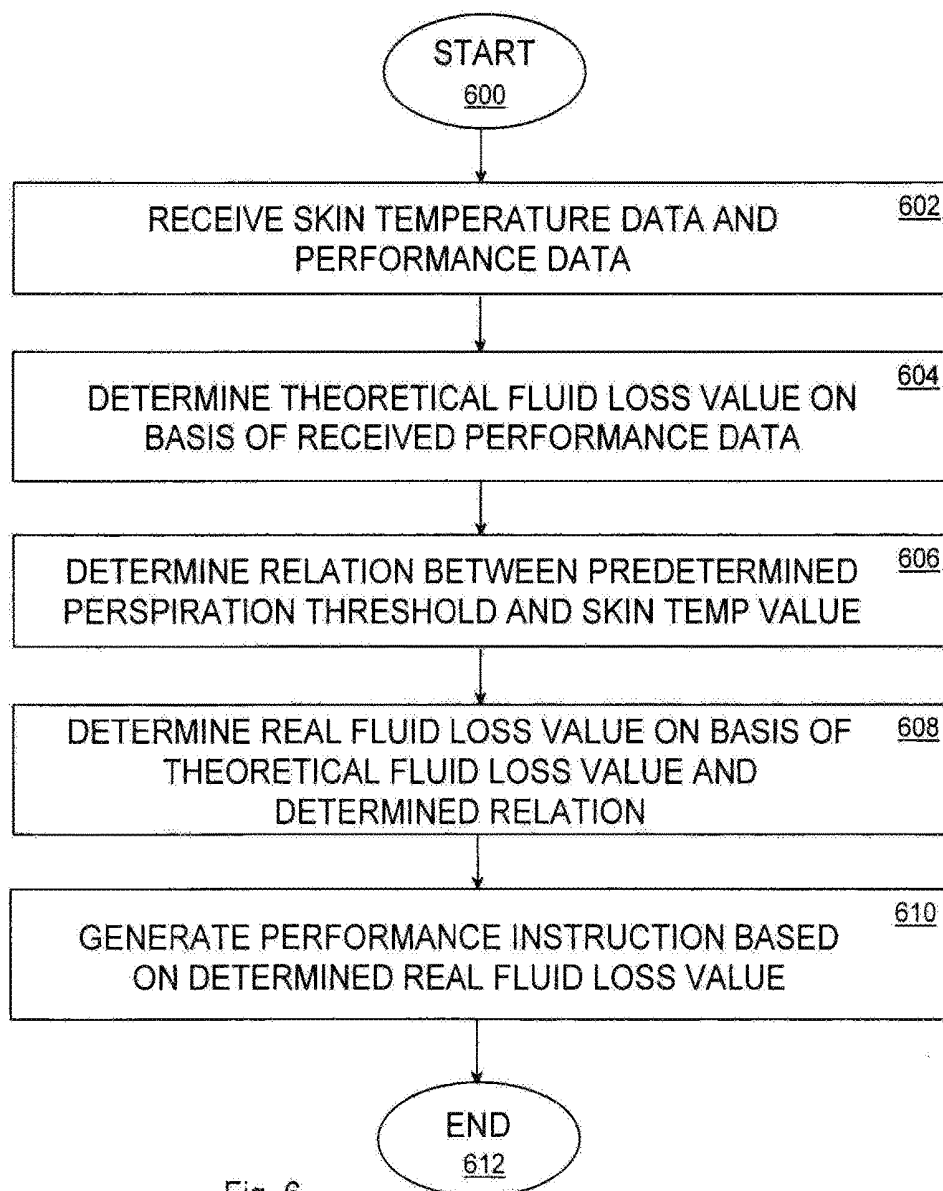 START
600
602
RECEIVE SKIN TEMPERATURE DATA AND
PERFORMANCE DATA
604
DETERMINE THEORETICAL FLUID LOSS VALUE ON
BASIS OF RECEIVED PERFORMANCE DATA
606
DETERMINE RELATION BETWEEN PREDETERMINED
PERSPIRATION THRESHOLD AND SKIN TEMP VALUE
608
DETERMINE REAL FLUID LOSS VALUE ON BASIS OF
THEORETICAL FLUID LOSS VALUE AND
DETERMINED RELATION
610
GENERATE PERFORMANCE INSTRUCTION BASED
ON DETERMINED REAL FLUID LOSS VALUE
END
612
Fig. 6